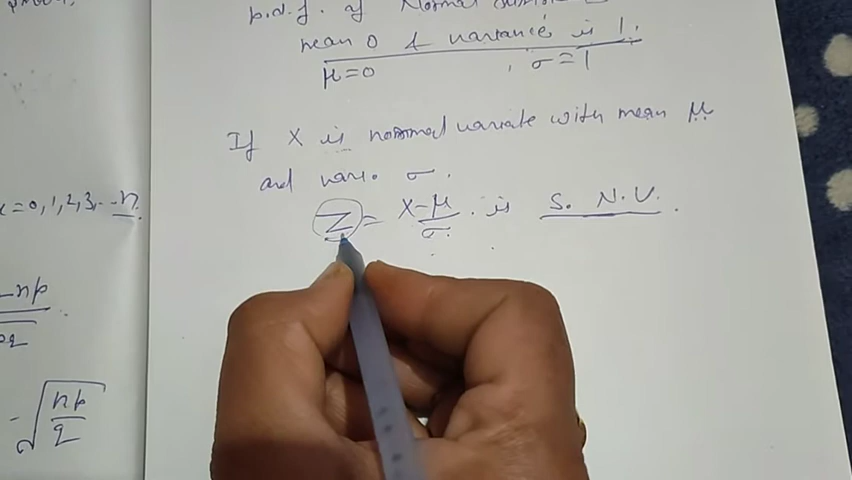 p.d.f. of Normal
mean 0 & variance is 1.
μ=0 , σ=1
If X is normal variate with mean μ
and vari. σ.
Z = X-μ/σ. is S. N. V.
x=0,1,2,3,--n.
-np
√np/q